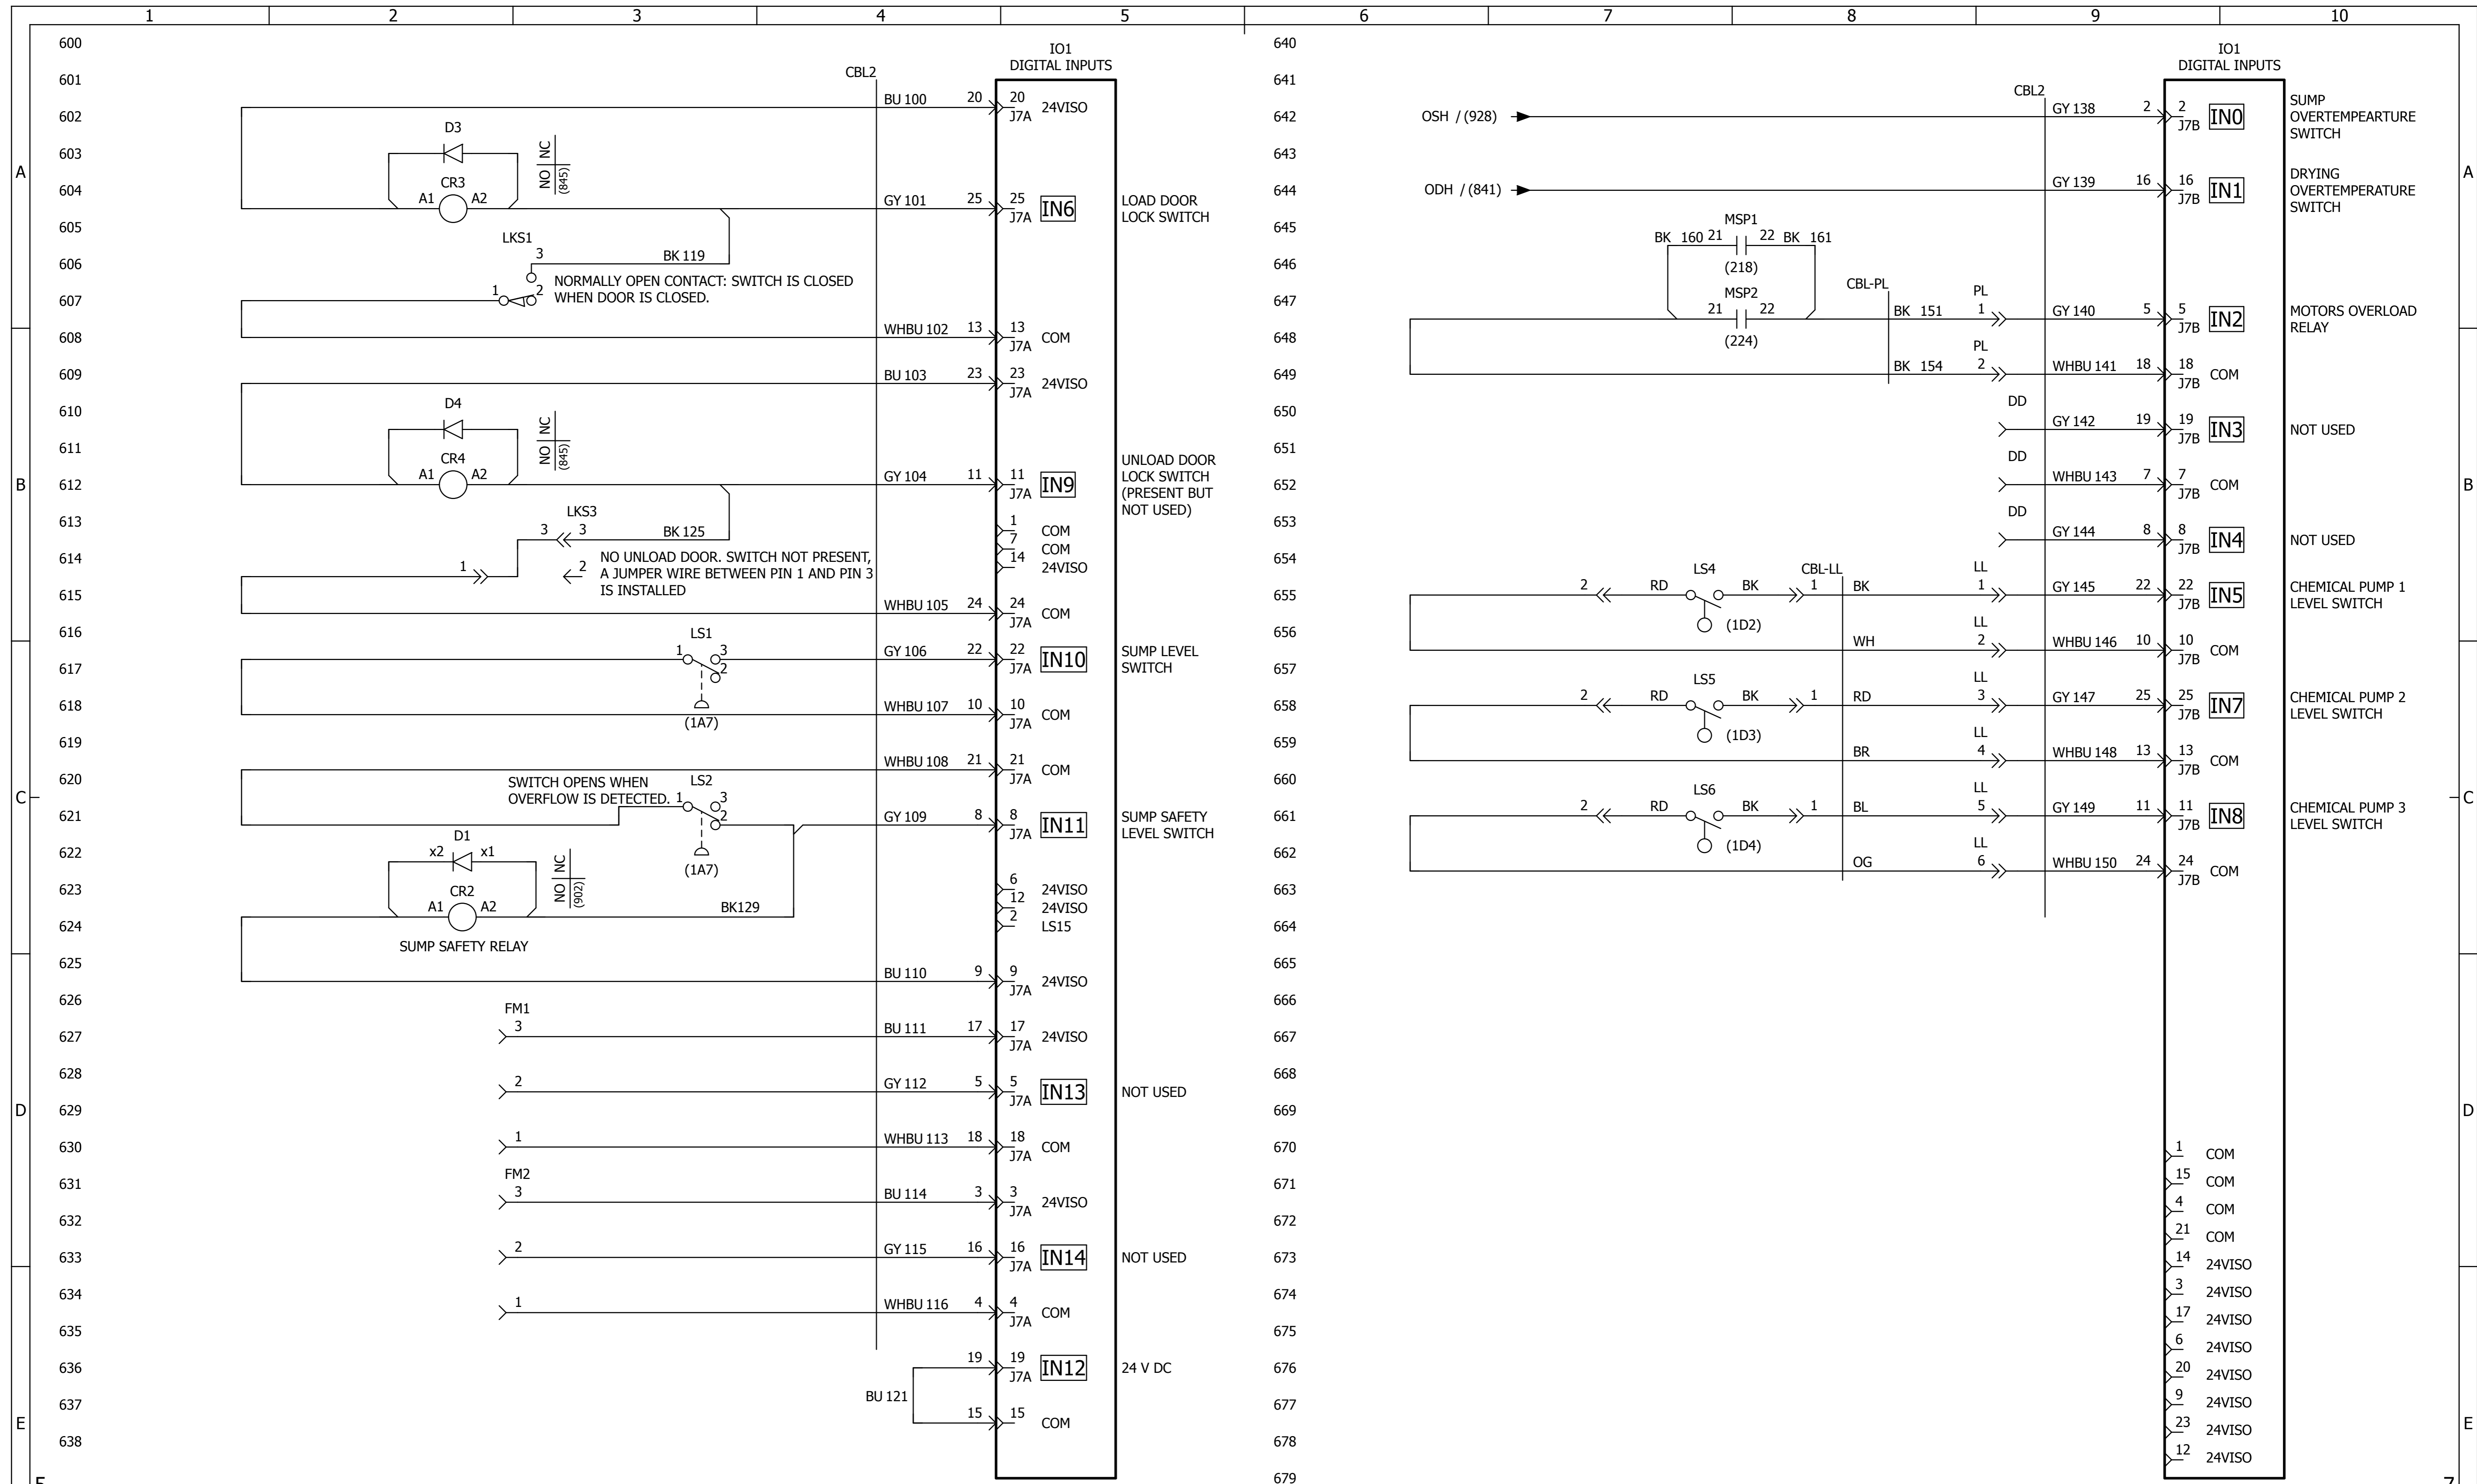 1 2 3 4 5 6 7 8 9 10
A
B
C
D
E
600
601
602
603
604
605
606
607
608
609
610
611
612
613
614
615
616
617
618
619
620
621
622
623
624
625
626
627
628
629
630
631
632
633
634
635
636
637
638
IO1
DIGITAL INPUTS
CBL2
BU 100 20 20 J7A 24VISO
D3
NO NC
(845)
CR3
A1 A2
GY 101 25 25 J7A IN6
LOAD DOOR
LOCK SWITCH
LKS1
3
BK 119
1 2
NORMALLY OPEN CONTACT: SWITCH IS CLOSED
WHEN DOOR IS CLOSED.
WHBU 102 13 13 J7A COM
BU 103 23 23 J7A 24VISO
D4
NO NC
(845)
CR4
A1 A2
GY 104 11 11 J7A IN9
UNLOAD DOOR
LOCK SWITCH
(PRESENT BUT
NOT USED)
LKS3
3 3 BK 125
1 COM
7 COM
14 24VISO
1 2
NO UNLOAD DOOR. SWITCH NOT PRESENT,
A JUMPER WIRE BETWEEN PIN 1 AND PIN 3
IS INSTALLED
WHBU 105 24 24 J7A COM
LS1
1 3 2
(1A7)
GY 106 22 22 J7A IN10
SUMP LEVEL
SWITCH
WHBU 107 10 10 J7A COM
WHBU 108 21 21 J7A COM
SWITCH OPENS WHEN
OVERFLOW IS DETECTED.
LS2
1 3 2
(1A7)
GY 109 8 8 J7A IN11
SUMP SAFETY
LEVEL SWITCH
D1
x2 x1
NO NC
(902)
CR2
A1 A2
BK129
SUMP SAFETY RELAY
6 24VISO
12 24VISO
2 LS15
BU 110 9 9 J7A 24VISO
FM1
3 BU 111 17 17 J7A 24VISO
2 GY 112 5 5 J7A IN13 NOT USED
1 WHBU 113 18 18 J7A COM
FM2
3 BU 114 3 3 J7A 24VISO
2 GY 115 16 16 J7A IN14 NOT USED
1 WHBU 116 4 4 J7A COM
19 19 J7A IN12 24 V DC
BU 121
15 15 COM
640
641
642
643
644
645
646
647
648
649
650
651
652
653
654
655
656
657
658
659
660
661
662
663
664
665
666
667
668
669
670
671
672
673
674
675
676
677
678
679
IO1
DIGITAL INPUTS
CBL2
OSH / (928) GY 138 2 2 J7B IN0
SUMP
OVERTEMPEARTURE
SWITCH
ODH / (841) GY 139 16 16 J7B IN1
DRYING
OVERTEMPERATURE
SWITCH
MSP1
BK 160 21 22 BK 161
(218)
MSP2
21 22
(224)
CBL-PL
BK 151 PL 1 GY 140 5 5 J7B IN2
MOTORS OVERLOAD
RELAY
BK 154 PL 2 WHBU 141 18 18 J7B COM
DD GY 142 19 19 J7B IN3 NOT USED
DD WHBU 143 7 7 J7B COM
DD GY 144 8 8 J7B IN4 NOT USED
2 RD LS4 BK 1 CBL-LL BK LL 1 GY 145 22 22 J7B IN5
(1D2)
CHEMICAL PUMP 1
LEVEL SWITCH
WH LL 2 WHBU 146 10 10 J7B COM
2 RD LS5 BK 1 RD LL 3 GY 147 25 25 J7B IN7
(1D3)
CHEMICAL PUMP 2
LEVEL SWITCH
BR LL 4 WHBU 148 13 13 J7B COM
2 RD LS6 BK 1 BL LL 5 GY 149 11 11 J7B IN8
(1D4)
CHEMICAL PUMP 3
LEVEL SWITCH
OG LL 6 WHBU 150 24 24 J7B COM
1 COM
15 COM
4 COM
21 COM
14 24VISO
3 24VISO
17 24VISO
6 24VISO
20 24VISO
9 24VISO
23 24VISO
12 24VISO
A
B
C
D
E